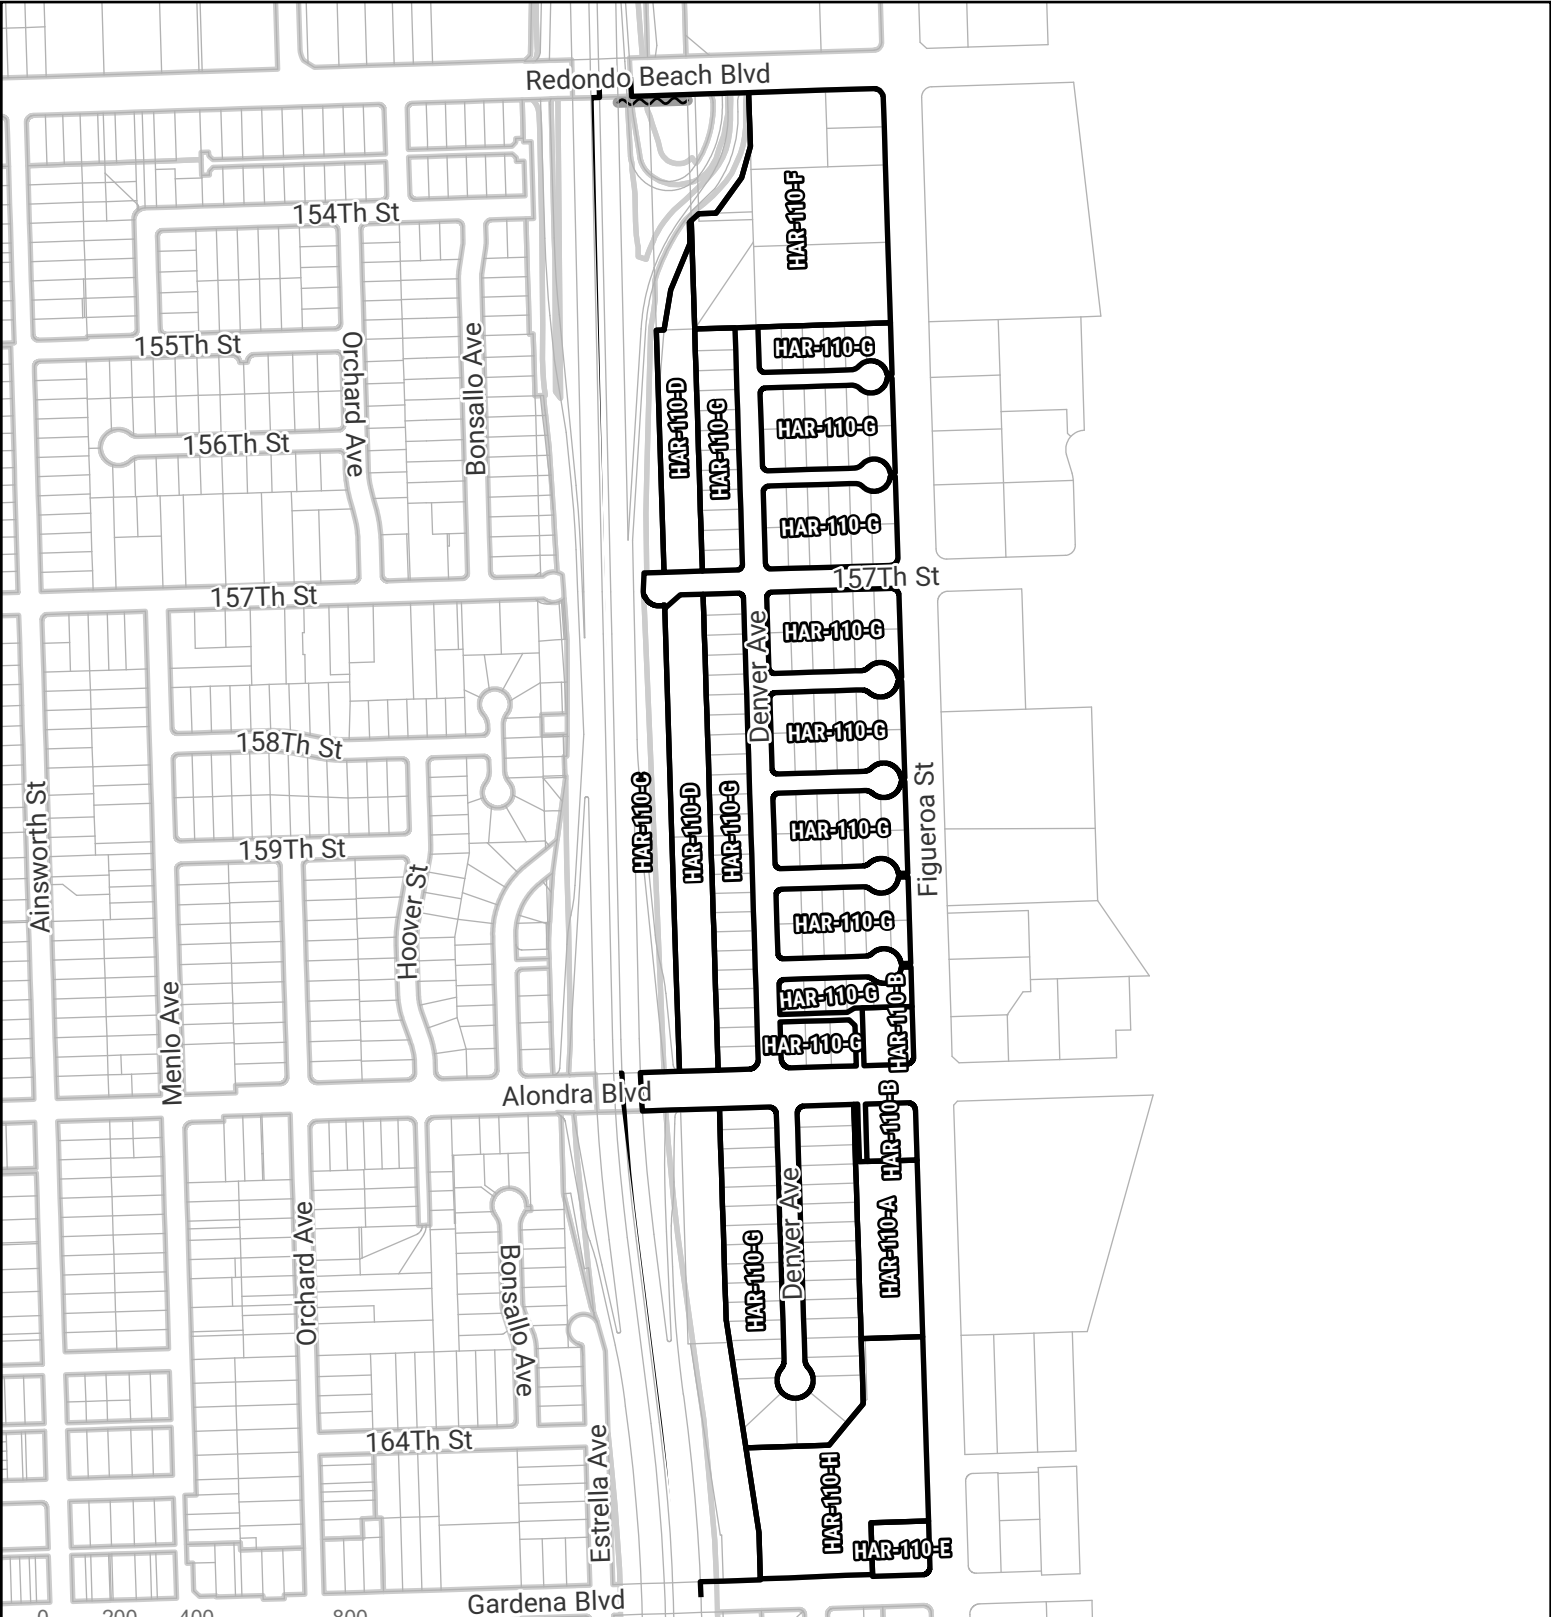 Redondo Beach Blvd
154Th St
HAR-110-F
155Th St
Orchard Ave
Bonsallo Ave
HAR-110-G
HAR-110-D
HAR-110-G
HAR-110-G
156Th St
HAR-110-G
157Th St
157Th St
HAR-110-G
Denver Ave
158Th St
HAR-110-G
Ainsworth St
HAR-110-C
HAR-110-D
HAR-110-G
HAR-110-G
Figueroa St
159Th St
Hoover St
HAR-110-G
HAR-110-G
HAR-110-B
Menlo Ave
HAR-110-G
Alondra Blvd
HAR-110-B
Denver Ave
HAR-110-A
Orchard Ave
HAR-110-G
Bonsallo Ave
164Th St
Estrella Ave
HAR-110-H
HAR-110-E
Gardena Blvd
0 200 400 800